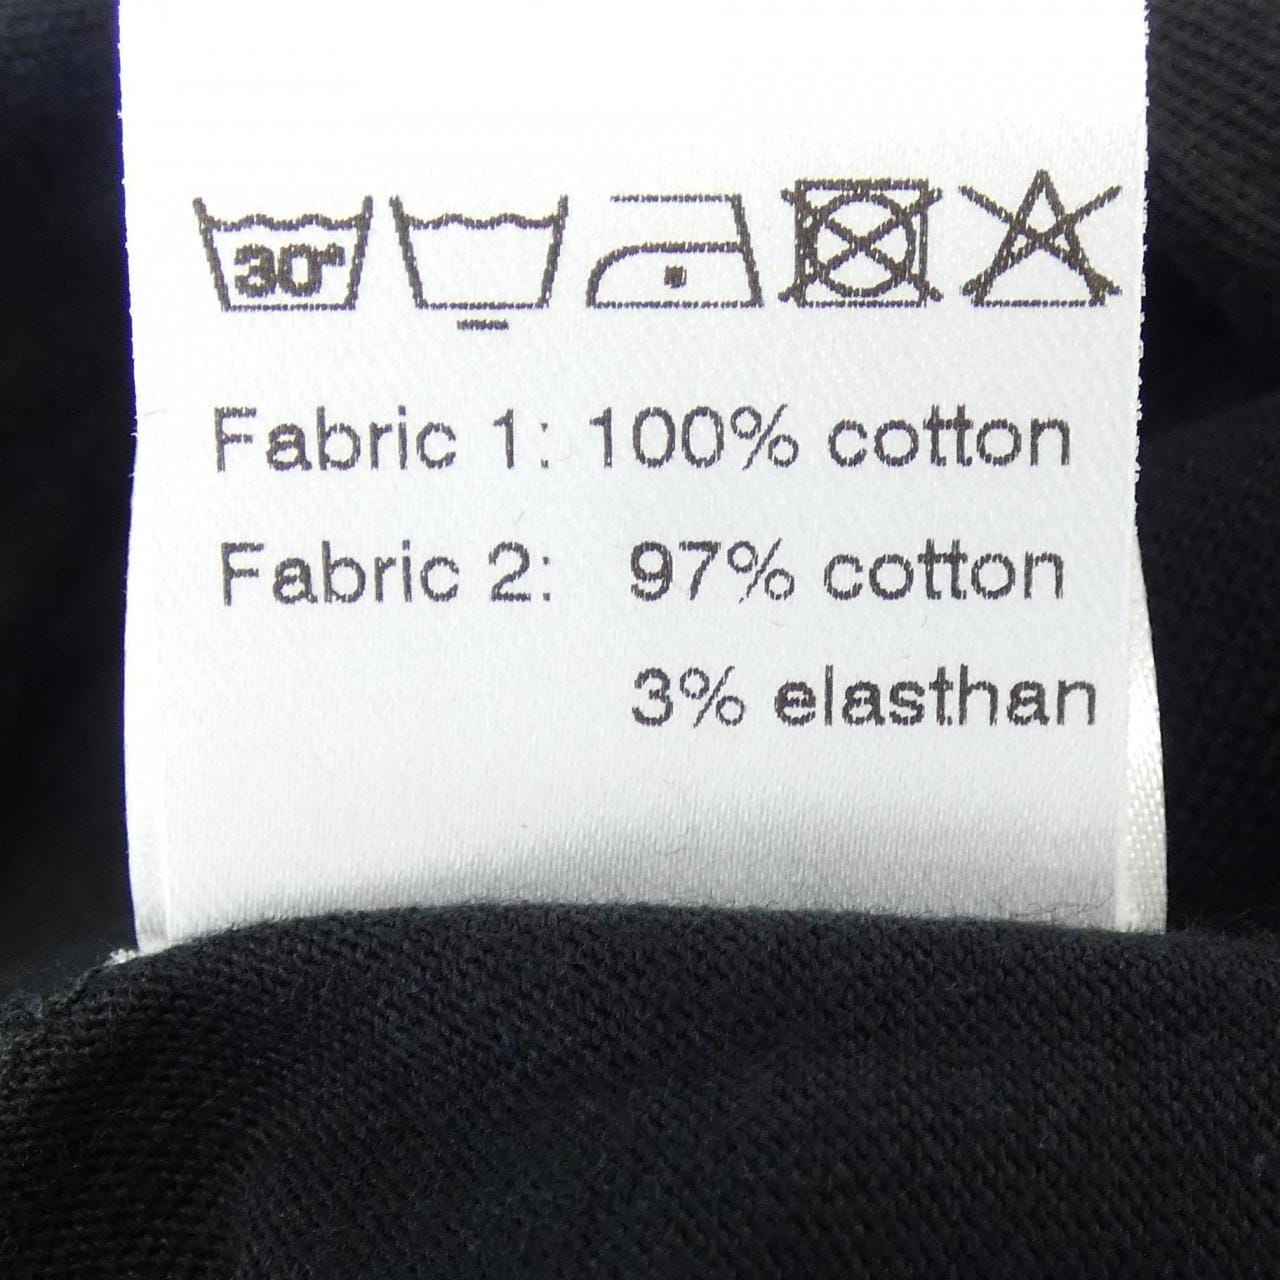 30°
Fabric 1: 100% cotton
Fabric 2: 97% cotton
3% elasthan